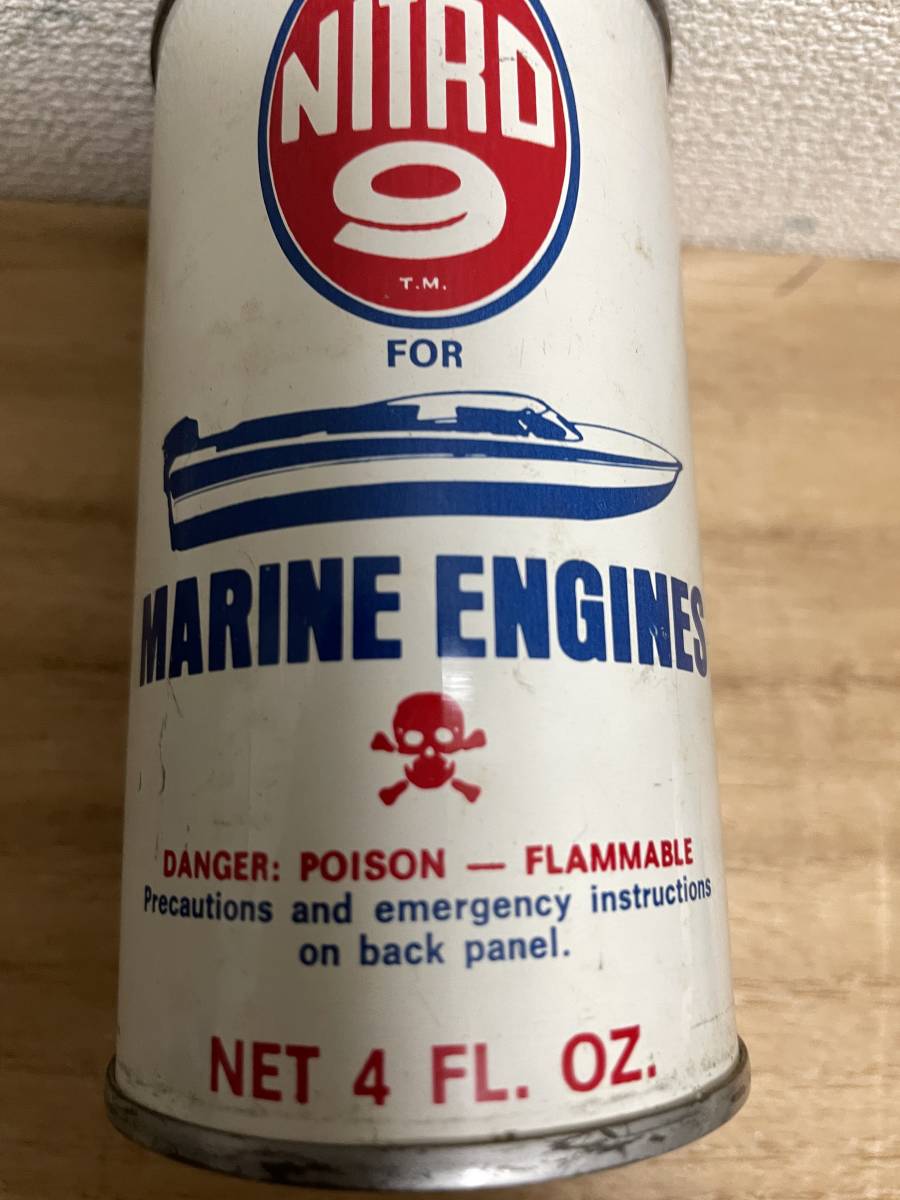 NITRO
9
T.M.
FOR
MARINE ENGINES
DANGER: POISON — FLAMMABLE
Precautions and emergency instructions
on back panel.
NET 4 FL. OZ.